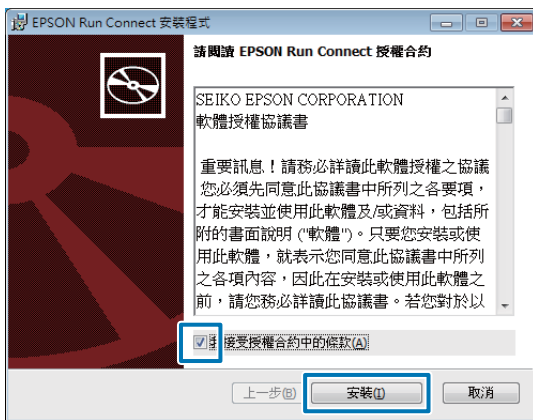 EPSON Run Connect 安裝程式
請閱讀 EPSON Run Connect 授權合約
SEIKO EPSON CORPORATION
軟體授權協議書
重要訊息！請務必詳讀此軟體授權之協議
您必須先同意此協議書中所列之各要項，
才能安裝並使用此軟體及/或資料，包括所
附的書面說明 ("軟體")。只要您安裝或使
用此軟體，就表示您同意此協議書中所列
之各項內容，因此在安裝或使用此軟體之
前，請您務必詳讀此協議書。若您對於以
我接受授權合約中的條款(A)
上一步(B)
安裝(I)
取消